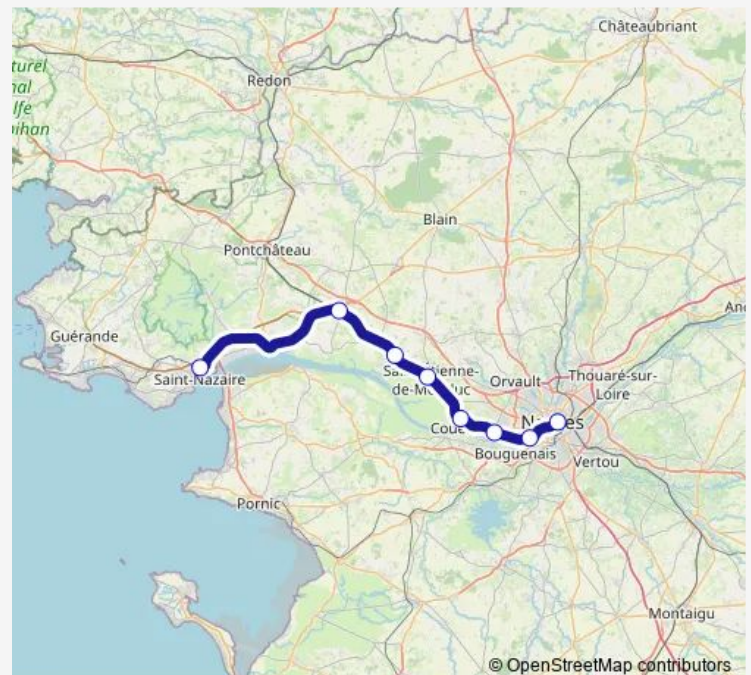 Châteaubriant
turel
nal
lfe
oihan
Redon
Blain
Pontchâteau
Guérande
Saint-Nazaire
Orvault
Thouaré-sur-
Loire
Bouguenais
Vertou
Pornic
Montaigu
© OpenStreetMap contributors